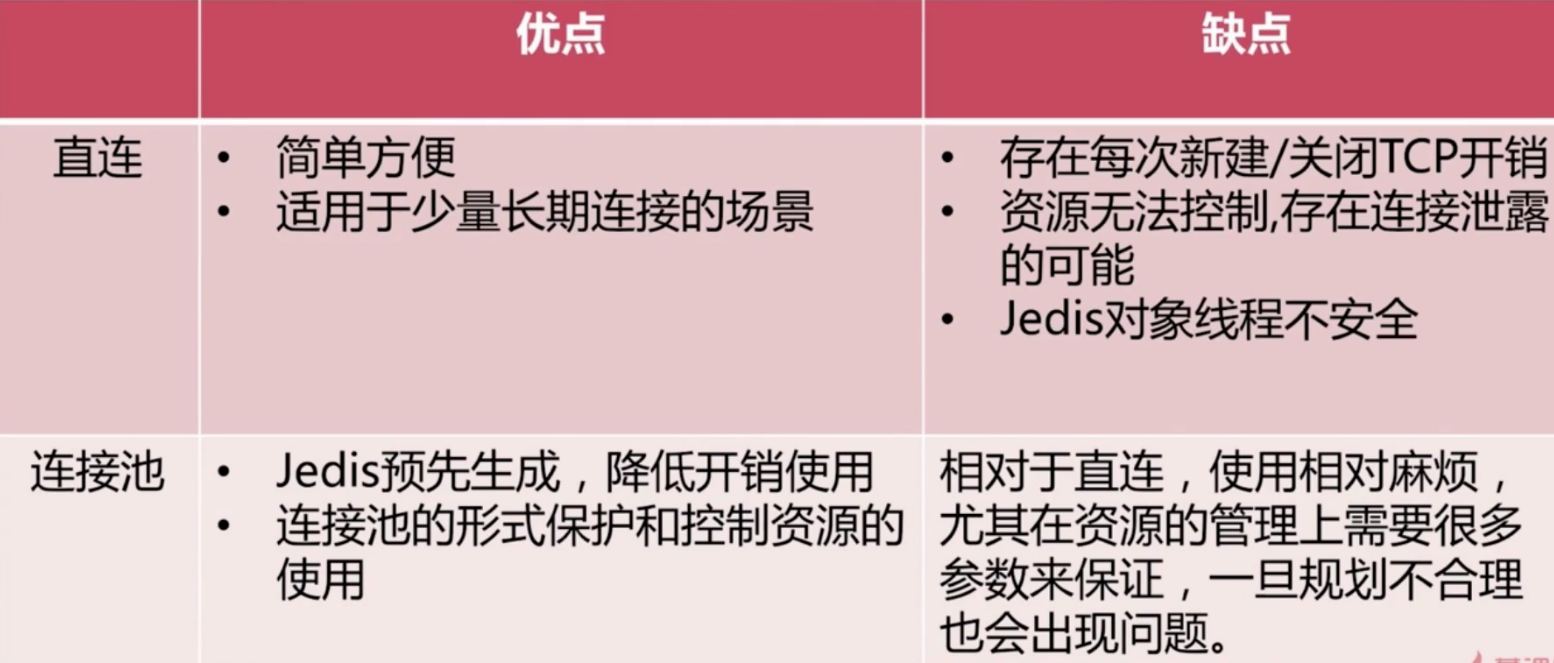 优点
缺点
直连
• 简单方便
• 适用于少量长期连接的场景
• 存在每次新建/关闭TCP开销
• 资源无法控制,存在连接泄露
的可能
• Jedis对象线程不安全
连接池
• Jedis预先生成，降低开销使用
• 连接池的形式保护和控制资源的
使用
相对于直连，使用相对麻烦，
尤其在资源的管理上需要很多
参数来保证，一旦规划不合理
也会出现问题。